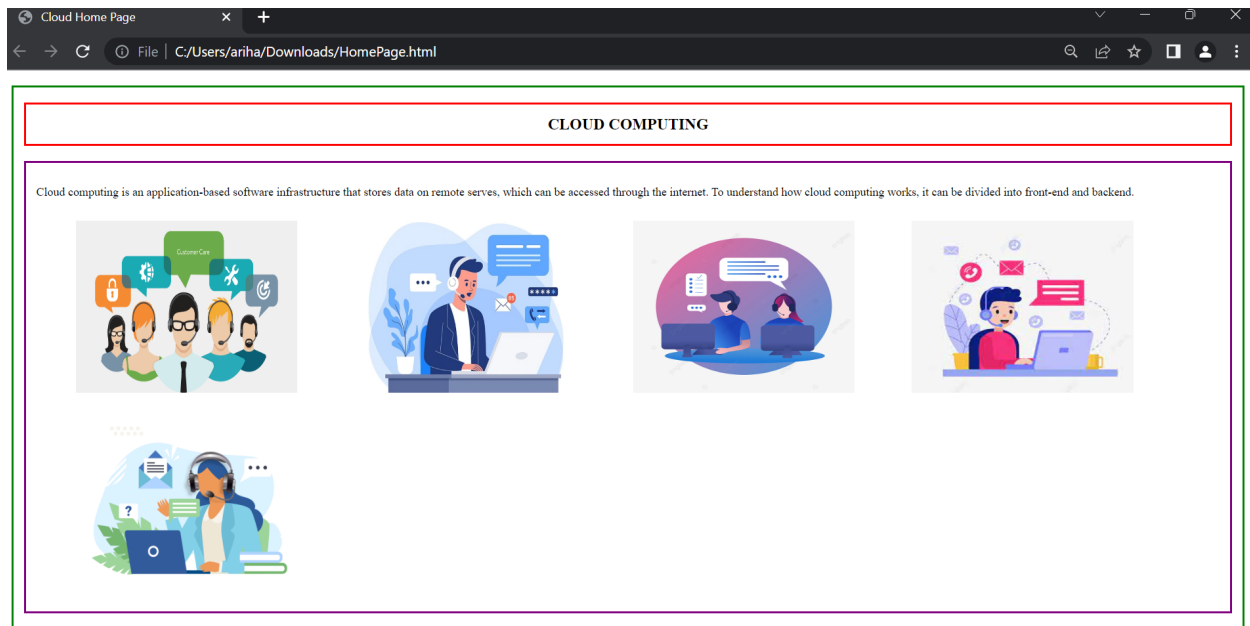 Cloud Home Page
File C:/Users/ariha/Downloads/HomePage.html
CLOUD COMPUTING
Cloud computing is an application-based software infrastructure that stores data on remote serves, which can be accessed through the internet. To understand how cloud computing works, it can be divided into front-end and backend.
Customer Care
?